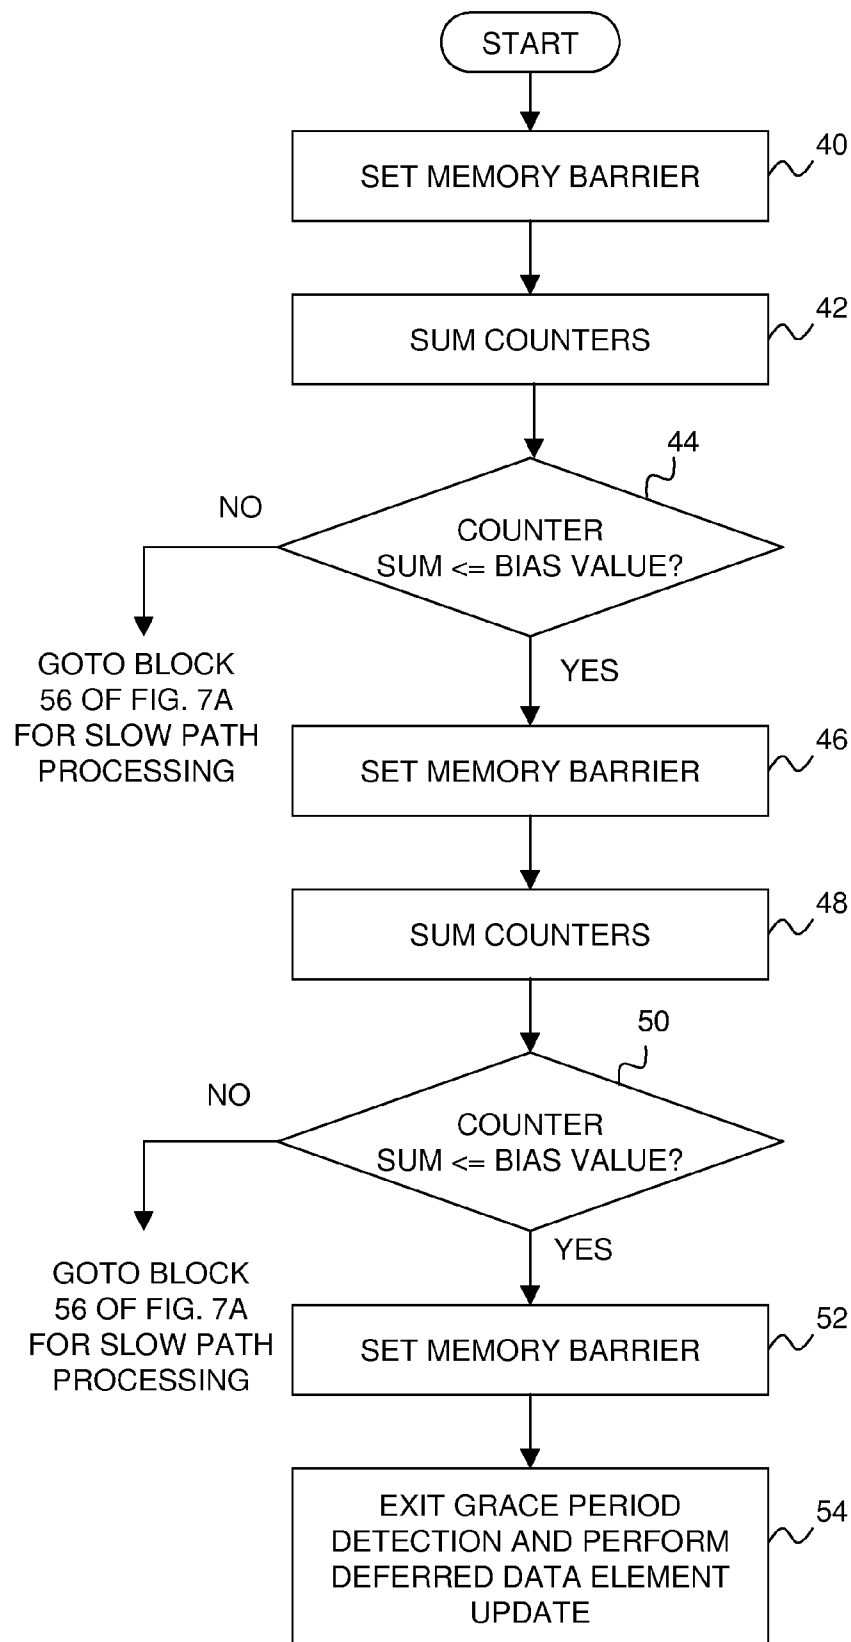 START
SET MEMORY BARRIER
40
SUM COUNTERS
42
44
COUNTER
SUM <= BIAS VALUE?
NO
GOTO BLOCK
56 OF FIG. 7A
FOR SLOW PATH
PROCESSING
YES
SET MEMORY BARRIER
46
SUM COUNTERS
48
50
COUNTER
SUM <= BIAS VALUE?
NO
GOTO BLOCK
56 OF FIG. 7A
FOR SLOW PATH
PROCESSING
YES
SET MEMORY BARRIER
52
EXIT GRACE PERIOD
DETECTION AND PERFORM
DEFERRED DATA ELEMENT
UPDATE
54